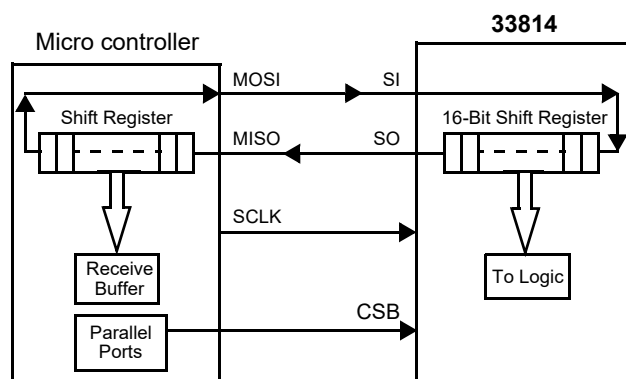 33814
Micro controller
MOSI
SI
Shift Register
16-Bit Shift Register
MISO
SO
SCLK
Receive
Buffer
To Logic
CSB
Parallel
Ports